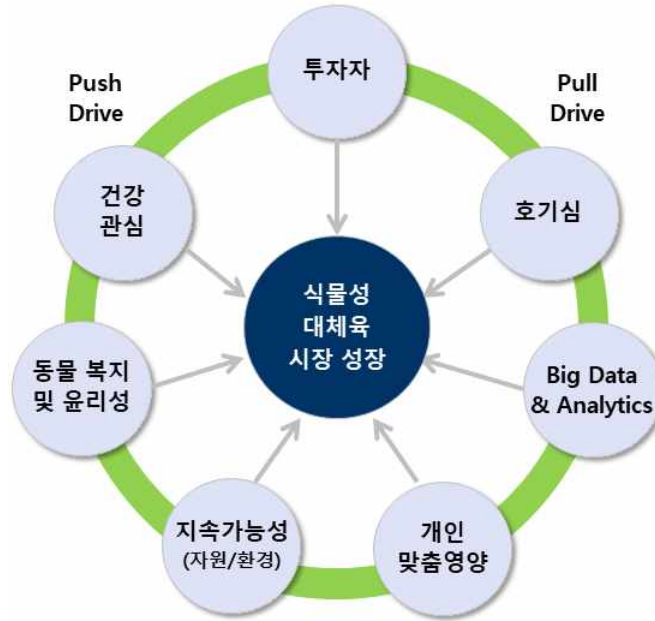 투자자
Push
Drive
Pull
Drive
건강
관심
호기심
식물성
대체육
시장 성장
동물 복지
및 윤리성
Big Data
& Analytics
지속가능성
(자원/환경)
개인
맞춤영양